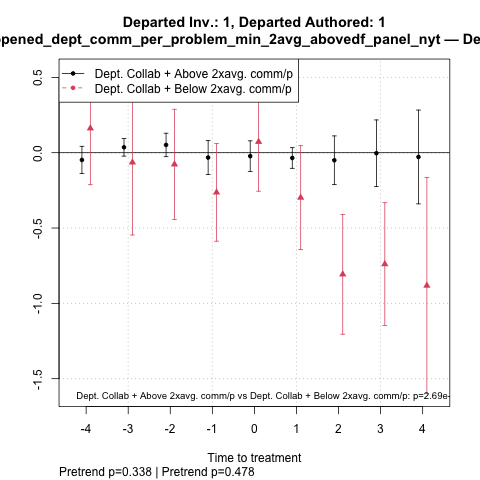 Departed Inv.: 1, Departed Authored: 1
opened_dept_comm_per_problem_min_2avg_abovedf_panel_nyt — De
Dept. Collab + Above 2xavg. comm/p
Dept. Collab + Below 2xavg. comm/p
0.5
0.0
-0.5
-1.0
-1.5
Dept. Collab + Above 2xavg. comm/p vs Dept. Collab + Below 2xavg. comm/p: p=2.69e-
-4 -3 -2 -1 0 1 2 3 4
Time to treatment
Pretrend p=0.338 | Pretrend p=0.478